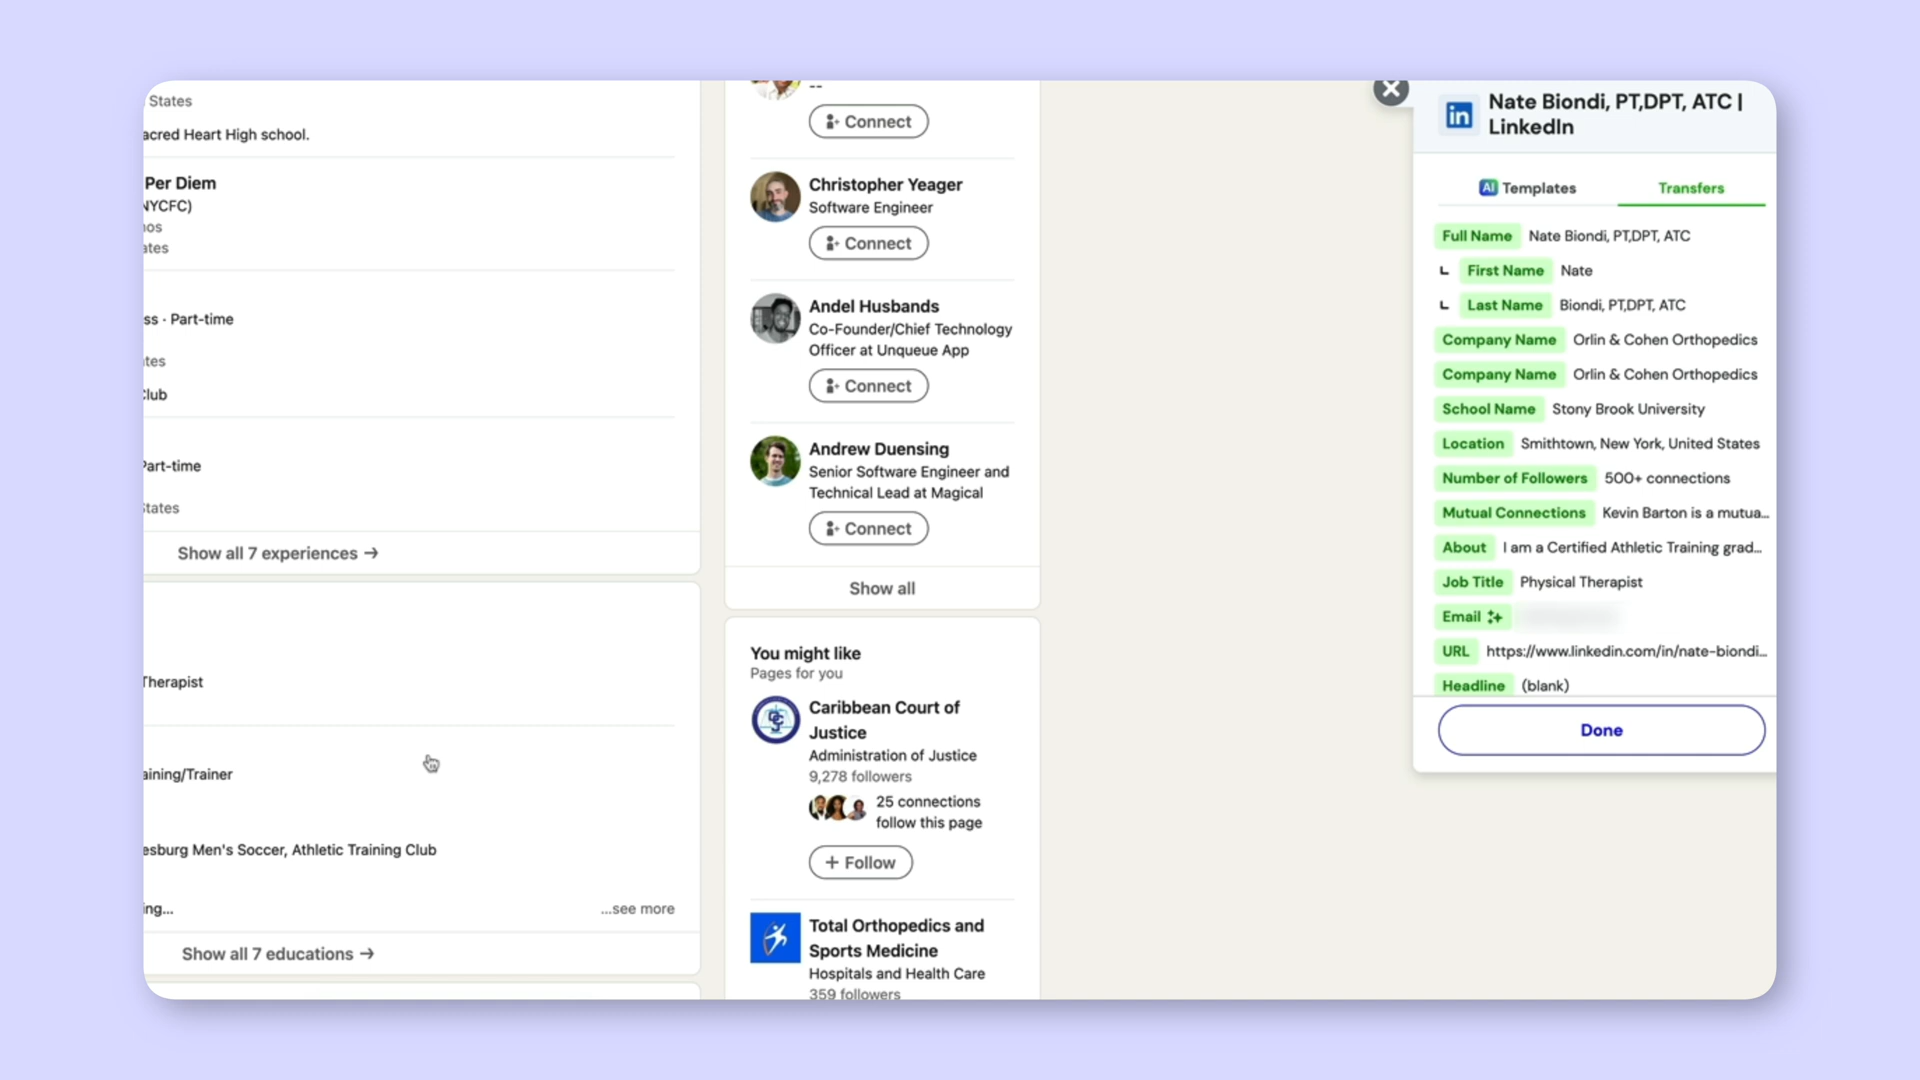 States
acred Heart High school.
Per Diem
NYCFC)
nos
ates
ss · Part-time
ates
Club
Part-time
States
Show all 7 experiences →
Therapist
aining/Trainer
esburg Men's Soccer, Athletic Training Club
ing...
...see more
Show all 7 educations →
--
Connect
Christopher Yeager
Software Engineer
Connect
Andel Husbands
Co-Founder/Chief Technology
Officer at Unqueue App
Connect
Andrew Duensing
Senior Software Engineer and
Technical Lead at Magical
Connect
Show all
You might like
Pages for you
Caribbean Court of
Justice
Administration of Justice
9,278 followers
25 connections
follow this page
+ Follow
Total Orthopedics and
Sports Medicine
Hospitals and Health Care
359 followers
in
Nate Biondi, PT,DPT, ATC |
LinkedIn
AI Templates
Transfers
Full Name Nate Biondi, PT,DPT, ATC
First Name Nate
Last Name Biondi, PT,DPT, ATC
Company Name Orlin & Cohen Orthopedics
Company Name Orlin & Cohen Orthopedics
School Name Stony Brook University
Location Smithtown, New York, United States
Number of Followers 500+ connections
Mutual Connections Kevin Barton is a mutua...
About I am a Certified Athletic Training grad...
Job Title Physical Therapist
Email
URL https://www.linkedin.com/in/nate-biondi...
Headline (blank)
Done